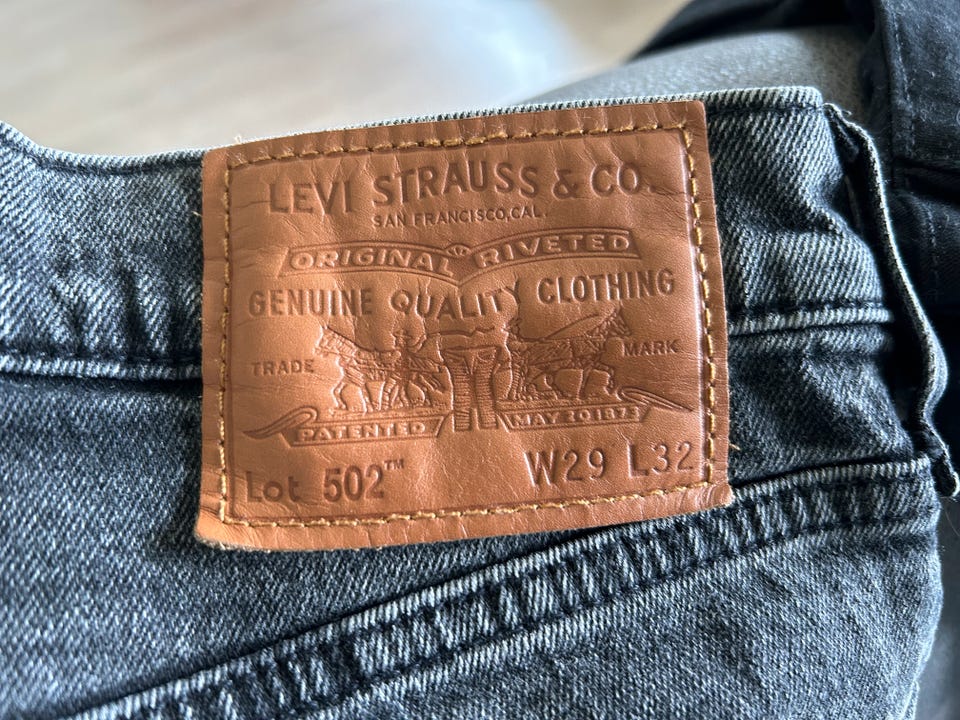 LEVI STRAUSS & CO.
SAN FRANCISCO, CAL.
ORIGINAL RIVETED
GENUINE QUALITY CLOTHING
TRADE MARK
PATENTED MAY 20 1873
Lot 502™ W29 L32